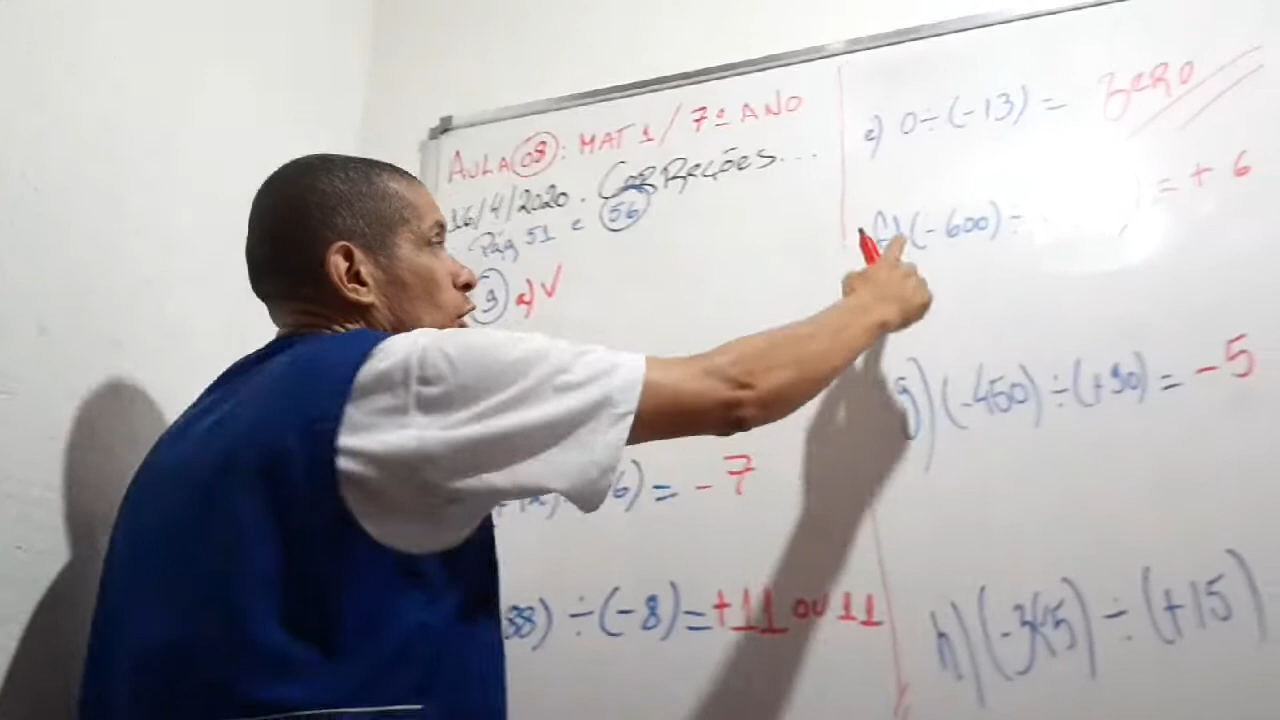 AULA 08: MAT 1 / 7º ANO
16/4/2020. CORREÇÕES...
Pág 51 e 56
9 a) ✓
6) = - 7
88) ÷ (-8) = +11 ou 11
e) 0 ÷ (-13) = ZERO
f) (-600) ÷ ) = + 6
g) (-450) ÷ (+90) = -5
h) (-345) ÷ (+15)